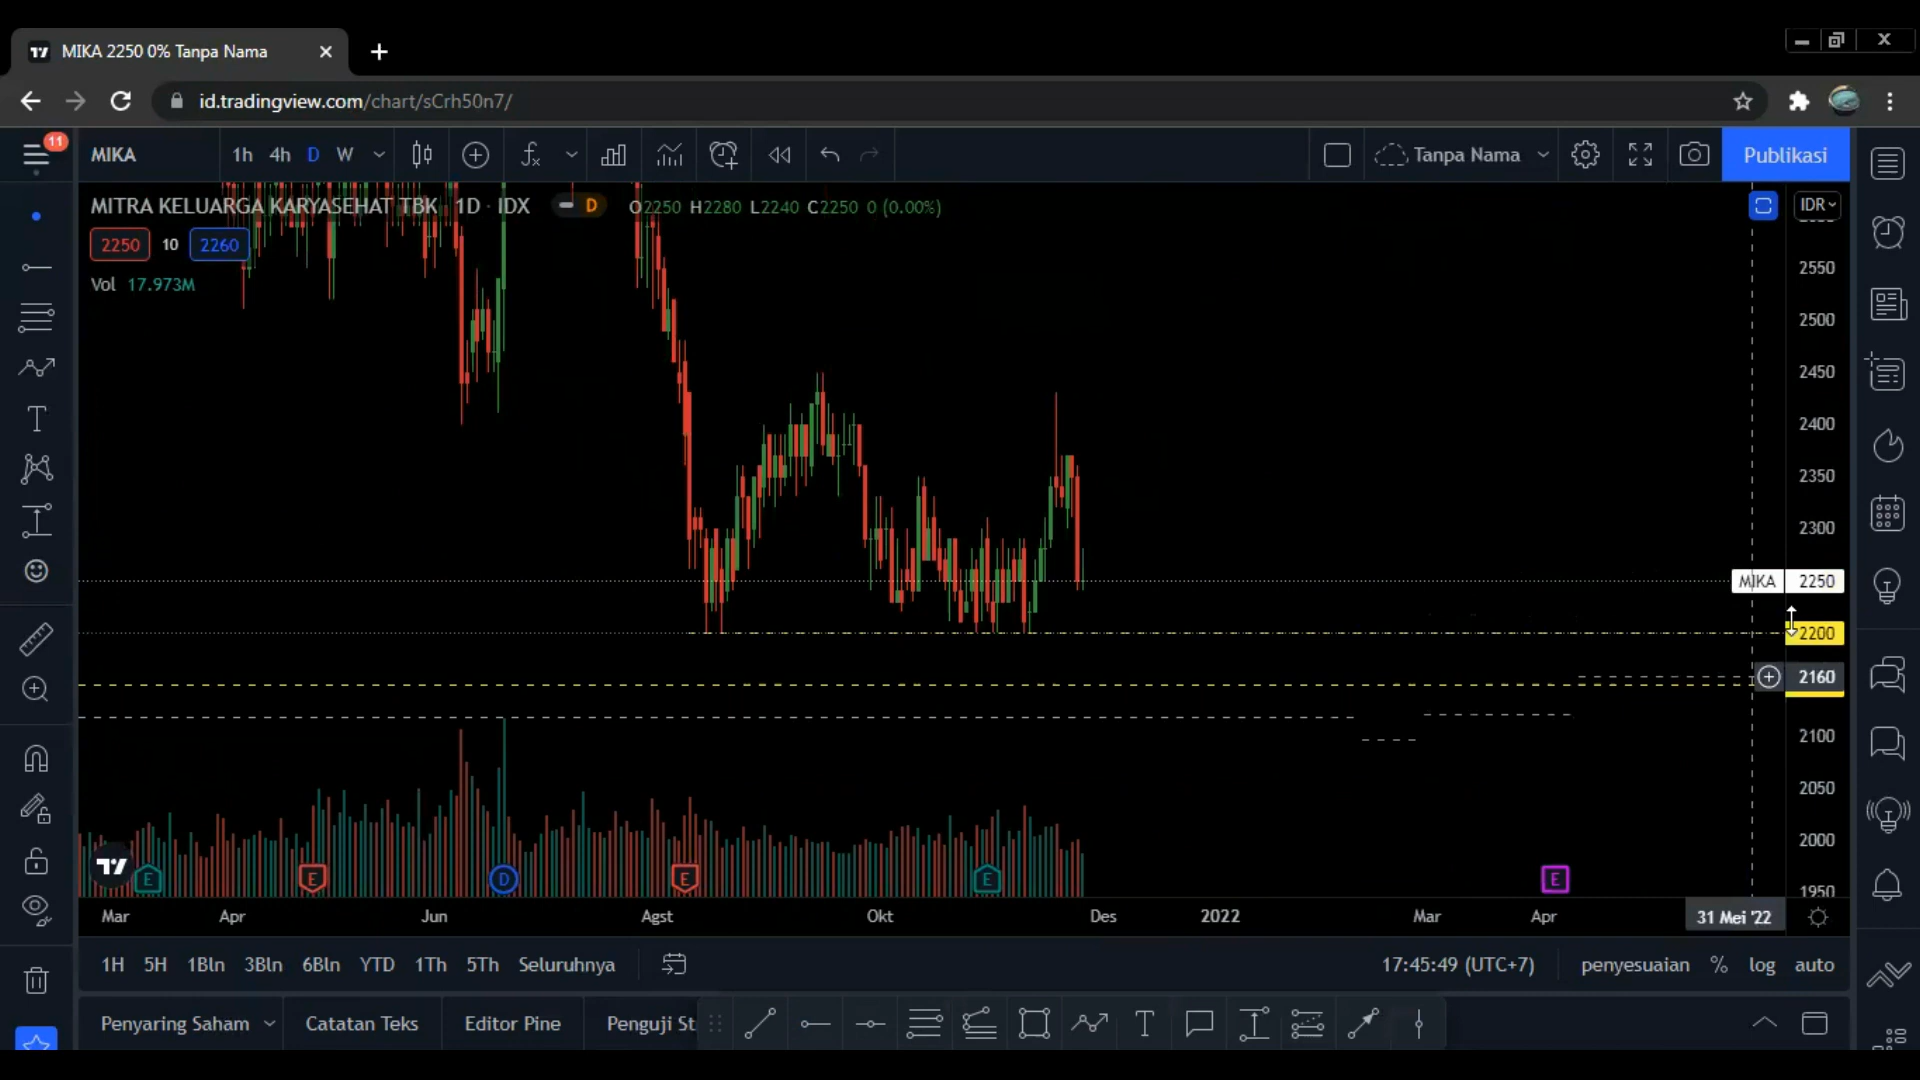 MIKA 2250 0% Tanpa Nama
id.tradingview.com/chart/sCrh50n7/
11
MIKA 1h 4h D W Tanpa Nama Publikasi
MITRA KELUARGA KARYASEHAT TBK 1D IDX D O2250 H2280 L2240 C2250 0 (0.00%)
IDR
2250 10 2260
Vol 17.973M
2550
2500
2450
2400
2350
2300
MIKA 2250
2200
2160
2100
2050
2000
1950
E E D E E E
Mar Apr Jun Agst Okt Des 2022 Mar Apr 31 Mei '22
1H 5H 1Bln 3Bln 6Bln YTD 1Th 5Th Seluruhnya 17:45:49 (UTC+7) penyesuaian % log auto
Penyaring Saham Catatan Teks Editor Pine Penguji St